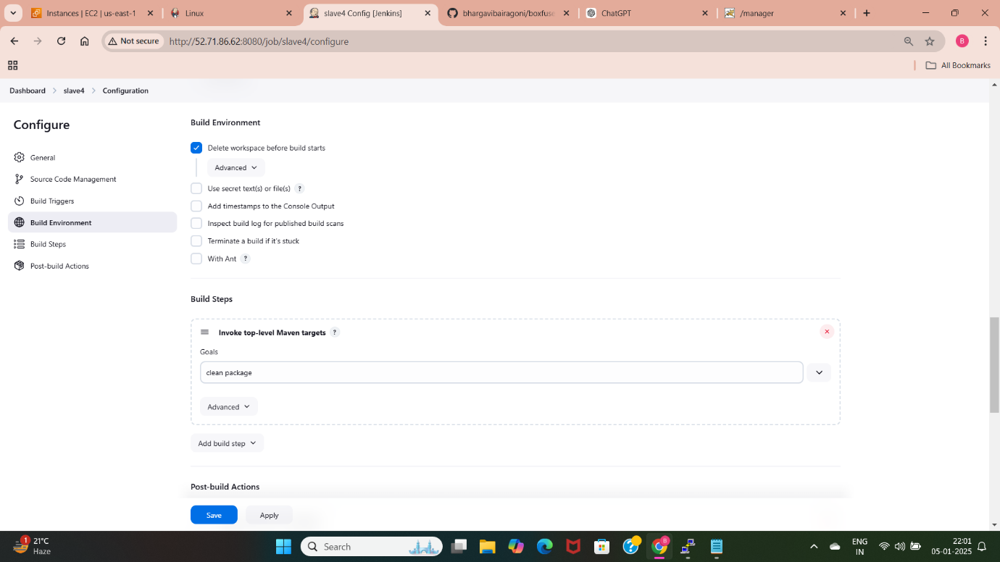 Instances | EC2 | us-east-1
Linux
slave4 Config [Jenkins]
bhargavibairagoni/boxfuse
ChatGPT
/manager
Not secure
http://52.71.86.62:8080/job/slave4/configure
B
All Bookmarks
Dashboard
slave4
Configuration
Configure
General
Source Code Management
Build Triggers
Build Environment
Build Steps
Post-build Actions
Build Environment
Delete workspace before build starts
Advanced
Use secret text(s) or file(s) ?
Add timestamps to the Console Output
Inspect build log for published build scans
Terminate a build if it's stuck
With Ant ?
Build Steps
Invoke top-level Maven targets ?
Goals
clean package
Advanced
Add build step
Post-build Actions
Save
Apply
1
21°C
Haze
Search
B
ENG
IN
22:01
05-01-2025